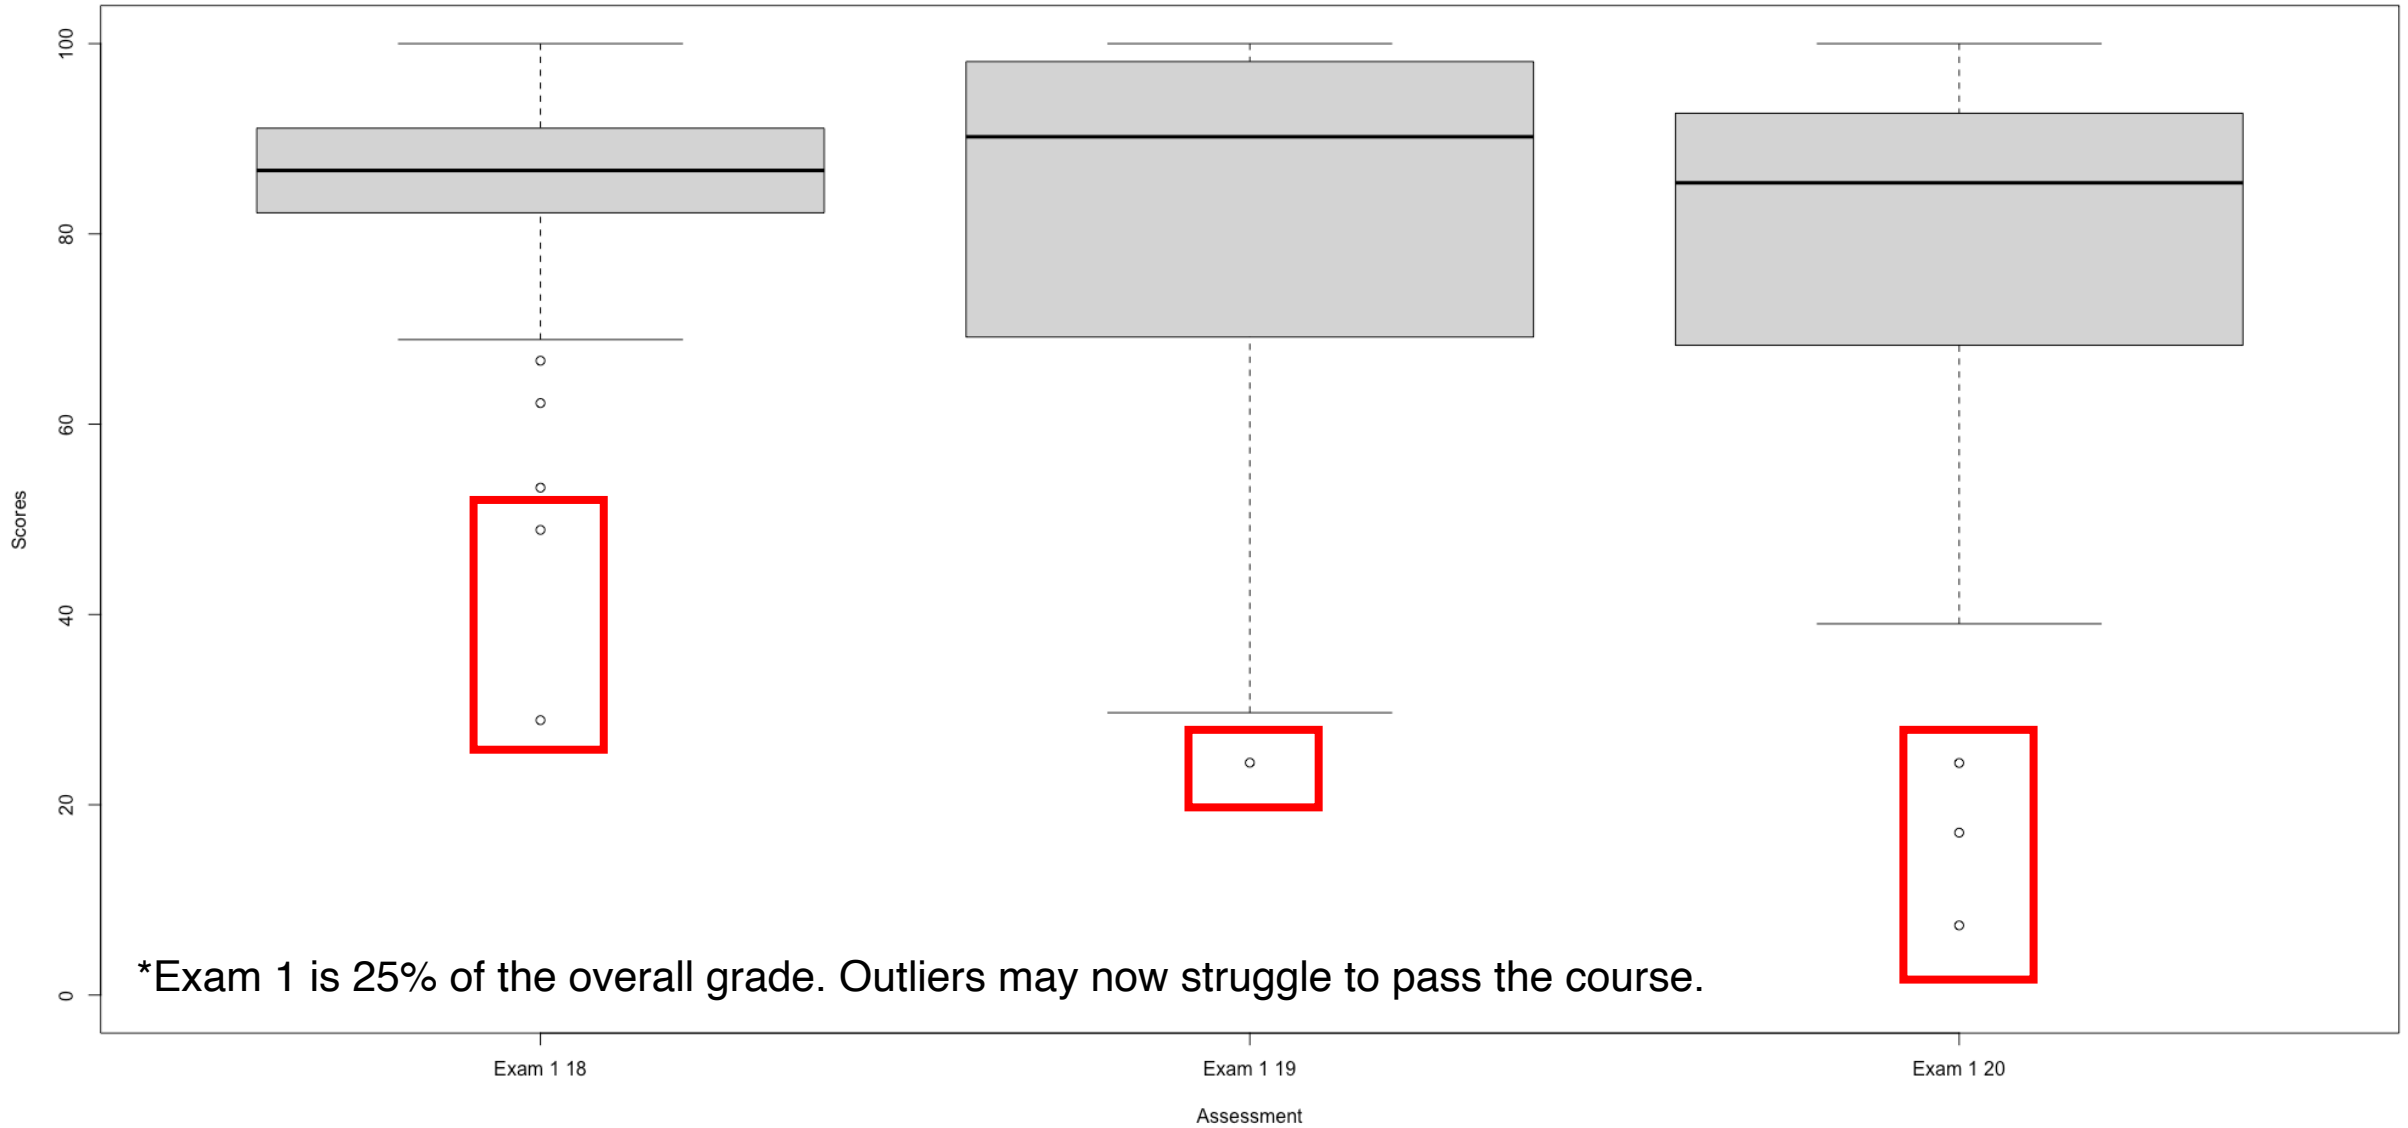 100
80
60
40
20
0
Scores
*Exam 1 is 25% of the overall grade. Outliers may now struggle to pass the course.
Exam 1 18
Exam 1 19
Exam 1 20
Assessment